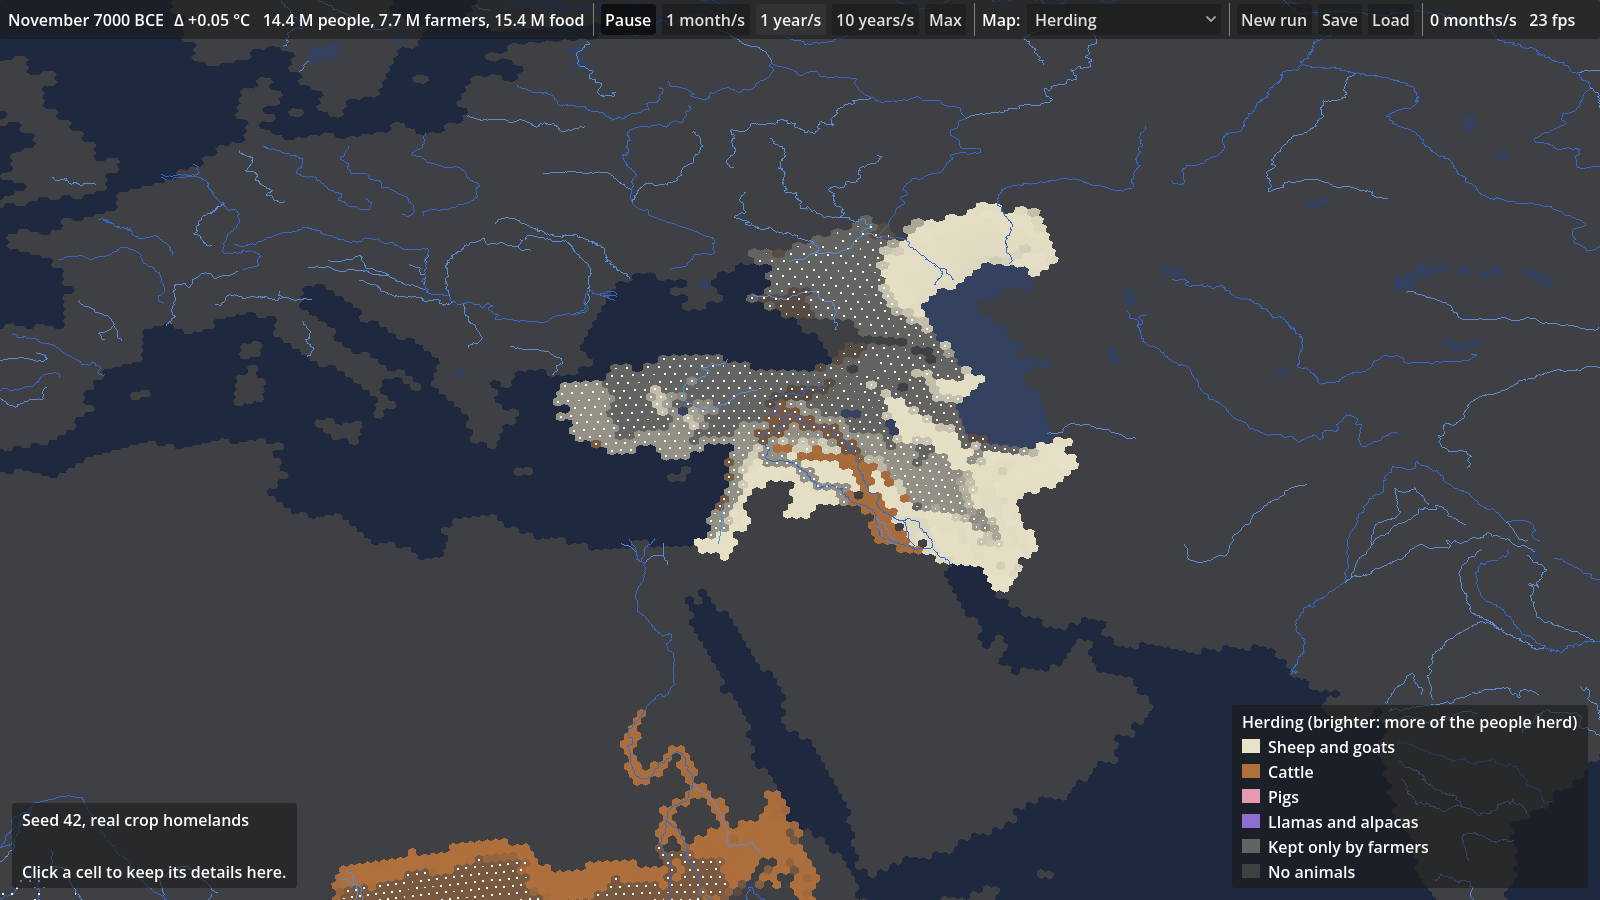 November 7000 BCE Δ +0.05 °C 14.4 M people, 7.7 M farmers, 15.4 M food Pause 1 month/s 1 year/s 10 years/s Max Map: Herding New run Save Load 0 months/s 23 fps
Herding (brighter: more of the people herd)
Sheep and goats
Cattle
Pigs
Llamas and alpacas
Kept only by farmers
No animals
Seed 42, real crop homelands
Click a cell to keep its details here.